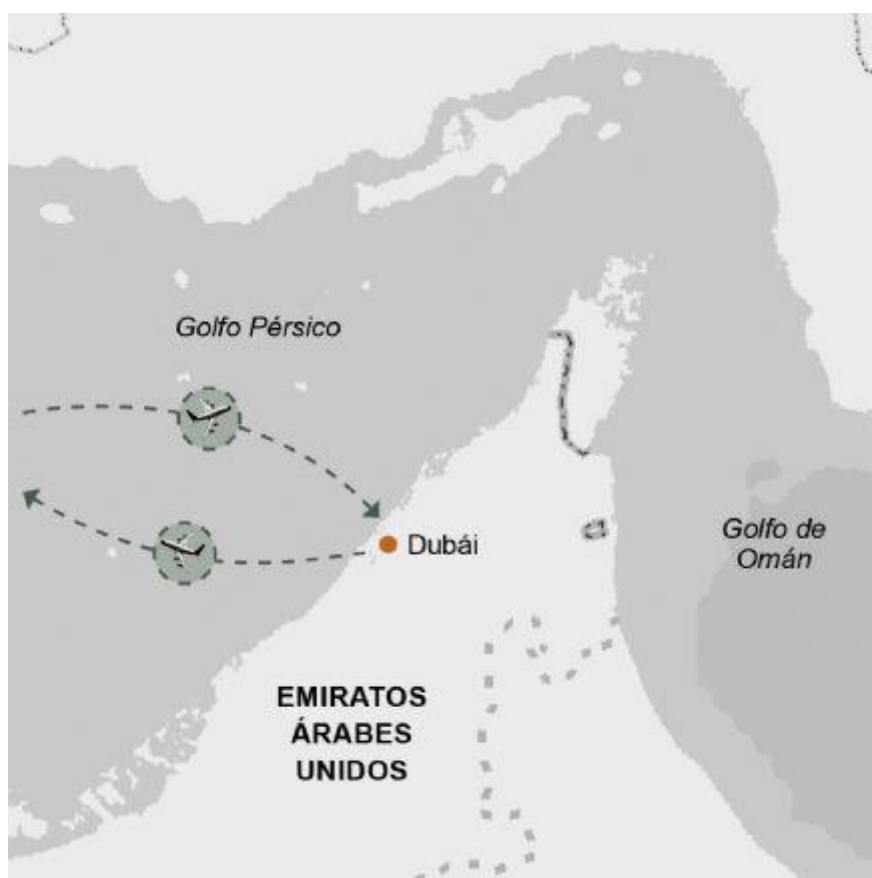 Golfo Pérsico
Dubái
Golfo de
Omán
EMIRATOS
ÁRABES
UNIDOS